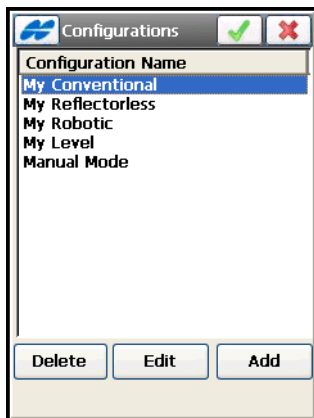 Configurations
Configuration Name
My Conventional
My Reflectorless
My Robotic
My Level
Manual Mode
Delete Edit Add